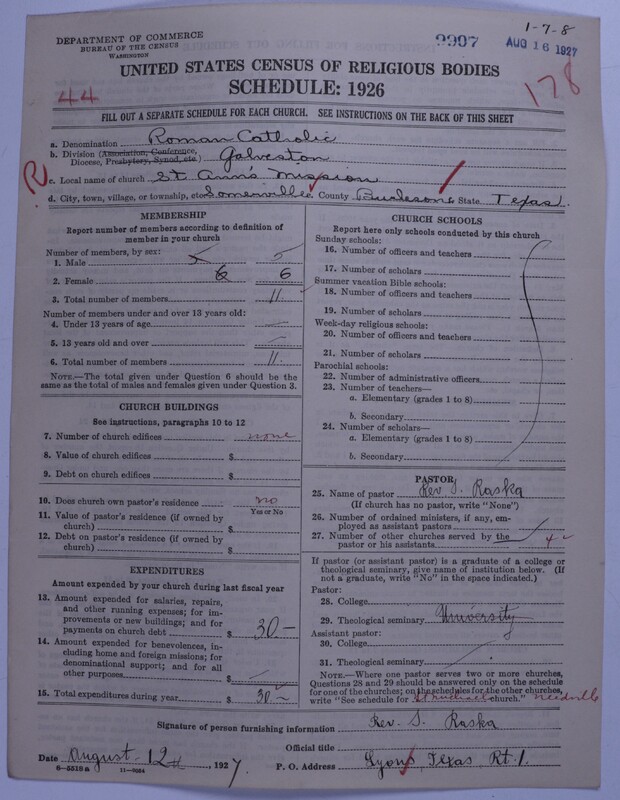 1-7-8
DEPARTMENT OF COMMERCE
BUREAU OF THE CENSUS
WASHINGTON
9907 AUG 16 1927
UNITED STATES CENSUS OF RELIGIOUS BODIES
SCHEDULE: 1926
44
178
FILL OUT A SEPARATE SCHEDULE FOR EACH CHURCH. SEE INSTRUCTIONS ON THE BACK OF THIS SHEET
a. Denomination Roman Catholic
b. Division (Association, Conference, Diocese, Presbytery, Synod, etc.) Galveston
R
c. Local name of church St Ann's Mission
d. City, town, village, or township, etc. Somerville County Burleson State Texas.
MEMBERSHIP
Report number of members according to definition of
member in your church
Number of members, by sex:
1. Male 5 5
2. Female 6 6
3. Total number of members 11
Number of members under and over 13 years old:
4. Under 13 years of age
5. 13 years old and over
6. Total number of members 11
NOTE.—The total given under Question 6 should be the
same as the total of males and females given under Question 3.
CHURCH BUILDINGS
See instructions, paragraphs 10 to 12
7. Number of church edifices none
8. Value of church edifices $
9. Debt on church edifices $
10. Does church own pastor's residence no
Yes or No
11. Value of pastor's residence (if owned by
church) $
12. Debt on pastor's residence (if owned by
church) $
EXPENDITURES
Amount expended by your church during last fiscal year
13. Amount expended for salaries, repairs,
and other running expenses; for im-
provements or new buildings; and for
payments on church debt $ 30—
14. Amount expended for benevolences, in-
cluding home and foreign missions; for
denominational support; and for all
other purposes $
15. Total expenditures during year $ 30—
CHURCH SCHOOLS
Report here only schools conducted by this church
Sunday schools:
16. Number of officers and teachers
17. Number of scholars
Summer vacation Bible schools:
18. Number of officers and teachers
19. Number of scholars
Week-day religious schools:
20. Number of officers and teachers
21. Number of scholars
Parochial schools:
22. Number of administrative officers
23. Number of teachers—
a. Elementary (grades 1 to 8)
b. Secondary
24. Number of scholars—
a. Elementary (grades 1 to 8)
b. Secondary
PASTOR
25. Name of pastor Rev S. Raska
(If church has no pastor, write "None")
26. Number of ordained ministers, if any, em-
ployed as assistant pastors
27. Number of other churches served by the
pastor or his assistants 4
If pastor (or assistant pastor) is a graduate of a college or
theological seminary, give name of institution below. (If
not a graduate, write "No" in the space indicated.)
Pastor:
28. College
29. Theological seminary University
Assistant pastor:
30. College
31. Theological seminary
NOTE.—Where one pastor serves two or more churches,
Questions 28 and 29 should be answered only on the schedule
for one of the churches; on the schedules for the other churches,
write "See schedule for church."
Signature of person furnishing information Rev. S. Raska
Official title
Date August 12th, 1927.
P. O. Address Lyons, Texas Rt. 1.
8-5518a 11-9064